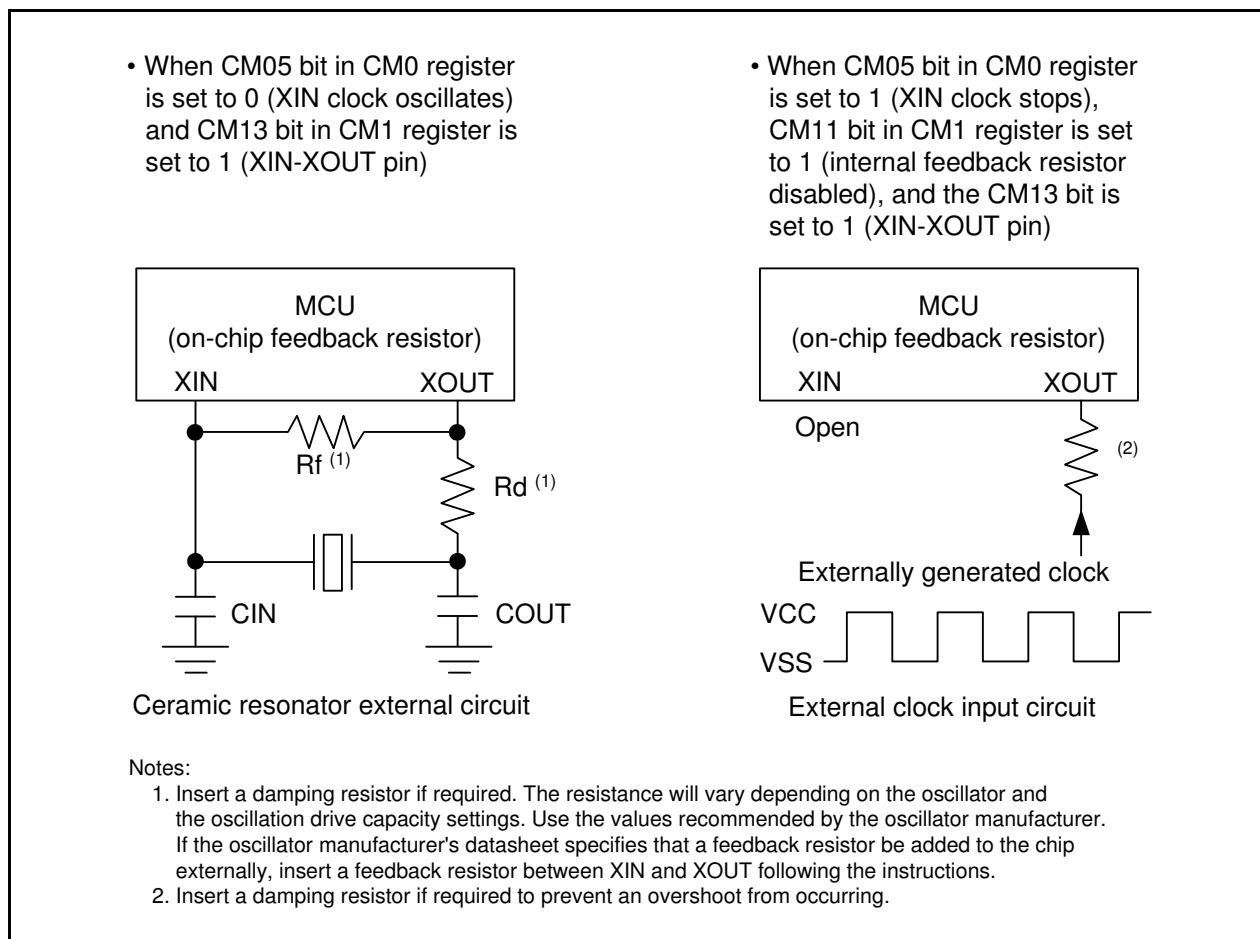 • When CM05 bit in CM0 register
is set to 0 (XIN clock oscillates)
and CM13 bit in CM1 register is
set to 1 (XIN-XOUT pin)
MCU
(on-chip feedback resistor)
XIN XOUT
Rf (1)
Rd (1)
CIN COUT
Ceramic resonator external circuit
• When CM05 bit in CM0 register
is set to 1 (XIN clock stops),
CM11 bit in CM1 register is set
to 1 (internal feedback resistor
disabled), and the CM13 bit is
set to 1 (XIN-XOUT pin)
MCU
(on-chip feedback resistor)
XIN XOUT
Open
(2)
Externally generated clock
VCC
VSS
External clock input circuit
Notes:
1. Insert a damping resistor if required. The resistance will vary depending on the oscillator and
the oscillation drive capacity settings. Use the values recommended by the oscillator manufacturer.
If the oscillator manufacturer's datasheet specifies that a feedback resistor be added to the chip
externally, insert a feedback resistor between XIN and XOUT following the instructions.
2. Insert a damping resistor if required to prevent an overshoot from occurring.